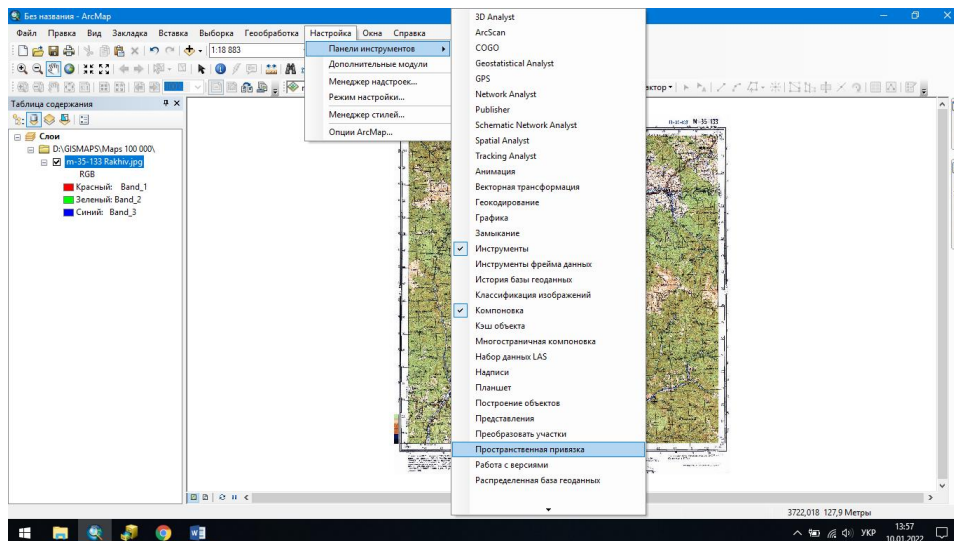 Без названия - ArcMap
Файл Правка Вид Закладка Вставка Выборка Геообработка Настройка Окна Справка
1:18 883
Таблица содержания
Слои
D:\GISMAPS\Maps 100 000\
m-35-133 Rakhiv.jpg
RGB
Красный: Band_1
Зеленый: Band_2
Синий: Band_3
Панели инструментов
Дополнительные модули
Менеджер надстроек...
Режим настройки...
Менеджер стилей...
Опции ArcMap...
3D Analyst
ArcScan
COGO
Geostatistical Analyst
GPS
Network Analyst
Publisher
Schematic Network Analyst
Spatial Analyst
Tracking Analyst
Анимация
Векторная трансформация
Геокодирование
Графика
Замыкание
Инструменты
Инструменты фрейма данных
История базы геоданных
Классификация изображений
Компоновка
Кэш объекта
Многостраничная компоновка
Набор данных LAS
Надписи
Планшет
Построение объектов
Представления
Преобразовать участки
Пространственная привязка
Работа с версиями
Распределенная база геоданных
актор
M-35-133
3722,018 127,9 Метры
УКР
13:57
10.01.2022